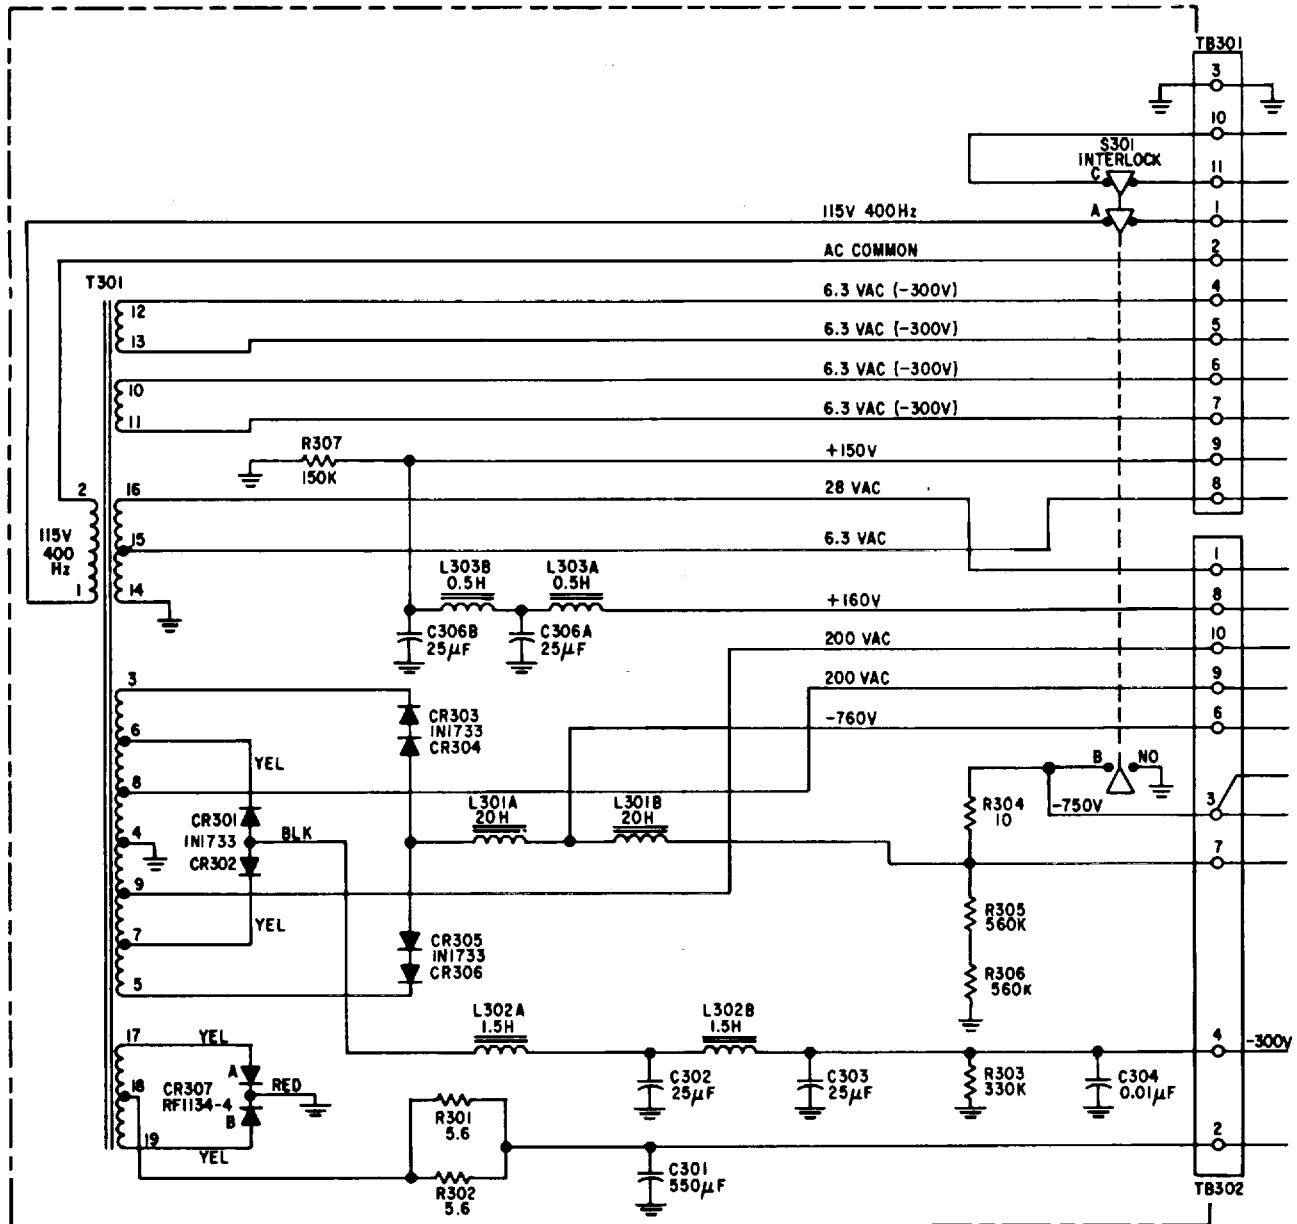 TB301
3
10
S301
INTERLOCK
C
11
115V 400Hz
A
1
AC COMMON
2
T301
6.3 VAC (-300V)
4
12
6.3 VAC (-300V)
5
13
6.3 VAC (-300V)
6
10
6.3 VAC (-300V)
7
11
R307
150K
+150V
9
2
16
28 VAC
8
115V
400
Hz
15
6.3 VAC
1
14
L303B
0.5H
L303A
0.5H
1
+160V
8
C306B
25µF
C306A
25µF
200 VAC
10
3
200 VAC
9
CR303
IN1733
CR304
-760V
6
6
YEL
B
NO
8
L301A
20H
L301B
20H
R304
10
-750V
3
CR301
IN1733
CR302
BLK
4
7
9
R305
560K
YEL
7
CR305
IN1733
CR306
R306
560K
5
L302A
1.5H
L302B
1.5H
17
YEL
4
-300V
A
18
CR307
RF1134-4
RED
C302
25µF
C303
25µF
R303
330K
C304
0.01µF
B
R301
5.6
19
YEL
2
R302
5.6
C301
550µF
TB302